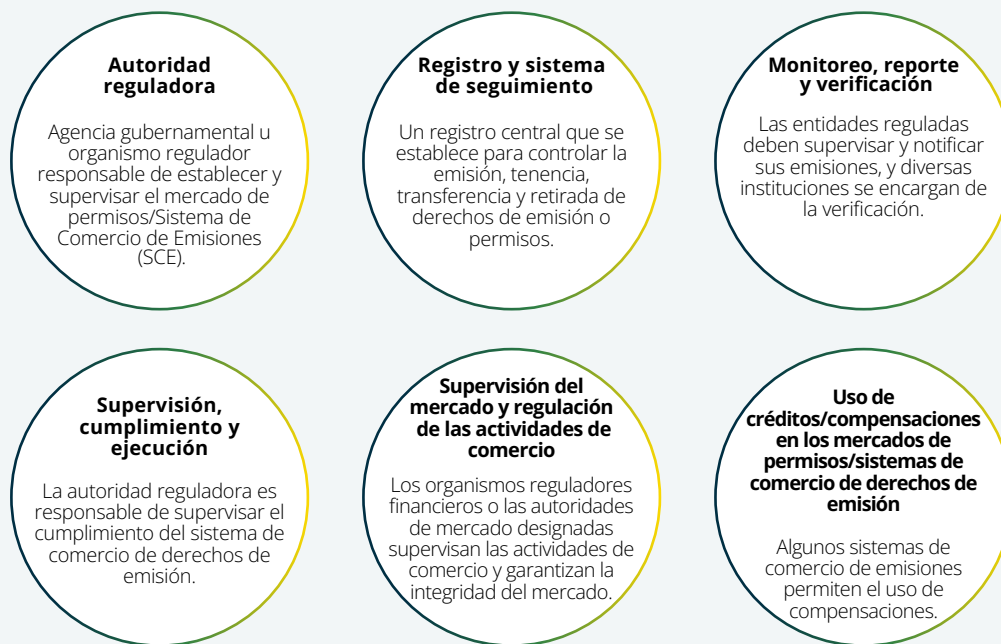 Autoridad
reguladora
Agencia gubernamental u
organismo regulador
responsable de establecer y
supervisar el mercado de
permisos/Sistema de
Comercio de Emisiones
(SCE).
Registro y sistema
de seguimiento
Un registro central que se
establece para controlar la
emisión, tenencia,
transferencia y retirada de
derechos de emisión o
permisos.
Monitoreo, reporte
y verificación
Las entidades reguladas
deben supervisar y notificar
sus emisiones, y diversas
instituciones se encargan de
la verificación.
Supervisión,
cumplimiento y
ejecución
La autoridad reguladora es
responsable de supervisar el
cumplimiento del sistema de
comercio de derechos de
emisión.
Supervisión del
mercado y regulación
de las actividades de
comercio
Los organismos reguladores
financieros o las autoridades
de mercado designadas
supervisan las actividades de
comercio y garantizan la
integridad del mercado.
Uso de
créditos/compensaciones
en los mercados de
permisos/sistemas de
comercio de derechos de
emisión
Algunos sistemas de
comercio de emisiones
permiten el uso de
compensaciones.